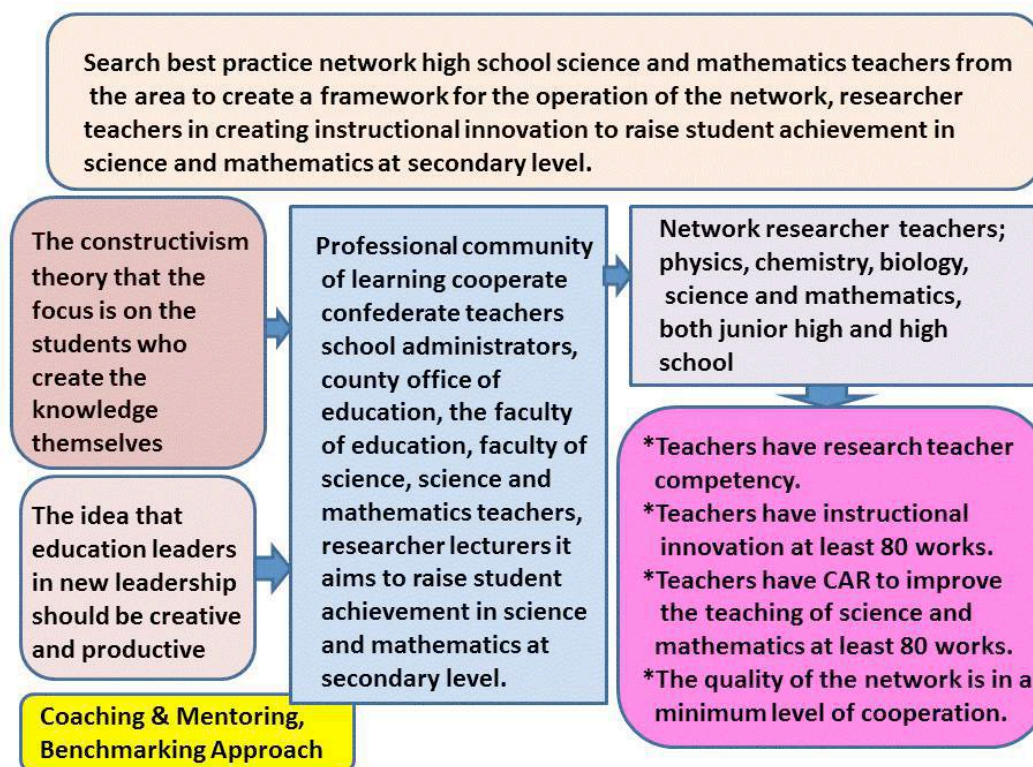 Search best practice network high school science and mathematics teachers from
the area to create a framework for the operation of the network, researcher
teachers in creating instructional innovation to raise student achievement in
science and mathematics at secondary level.
The constructivism
theory that the
focus is on the
students who
create the
knowledge
themselves
The idea that
education leaders
in new leadership
should be creative
and productive
Coaching & Mentoring,
Benchmarking Approach
Professional community
of learning cooperate
confederate teachers
school administrators,
county office of
education, the faculty
of education, faculty of
science, science and
mathematics teachers,
researcher lecturers it
aims to raise student
achievement in science
and mathematics at
secondary level.
Network researcher teachers;
physics, chemistry, biology,
science and mathematics,
both junior high and high
school
*Teachers have research teacher
competency.
*Teachers have instructional
innovation at least 80 works.
*Teachers have CAR to improve
the teaching of science and
mathematics at least 80 works.
*The quality of the network is in a
minimum level of cooperation.